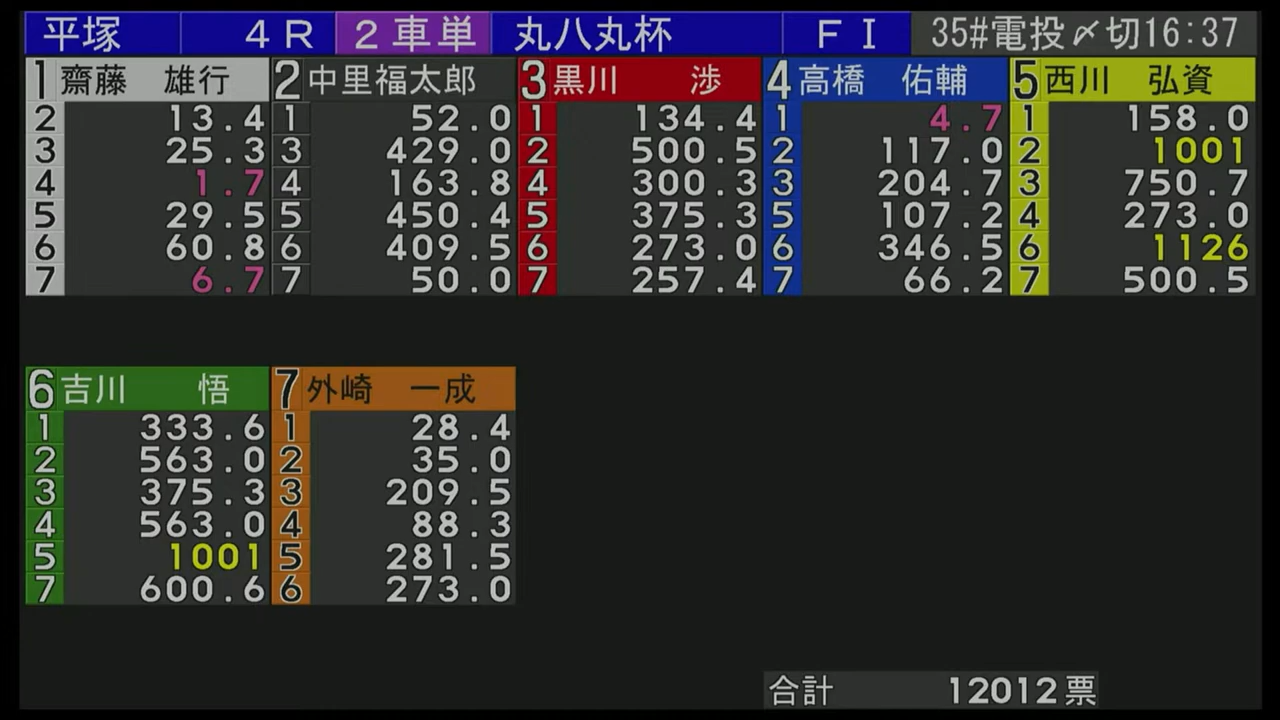 平塚 4R 2車単 丸八丸杯 FⅠ 35#電投〆切16:37
1 齋藤 雄行 2 中里福太郎 3 黒川 渉 4 高橋 佑輔 5 西川 弘資
2 13.4 1 52.0 1 134.4 1 4.7 1 158.0
3 25.3 3 429.0 2 500.5 2 117.0 2 1001
4 1.7 4 163.8 4 300.3 3 204.7 3 750.7
5 29.5 5 450.4 5 375.3 5 107.2 4 273.0
6 60.8 6 409.5 6 273.0 6 346.5 6 1126
7 6.7 7 50.0 7 257.4 7 66.2 7 500.5
6 吉川 悟 7 外崎 一成
1 333.6 1 28.4
2 563.0 2 35.0
3 375.3 3 209.5
4 563.0 4 88.3
5 1001 5 281.5
7 600.6 6 273.0
合計 12012票